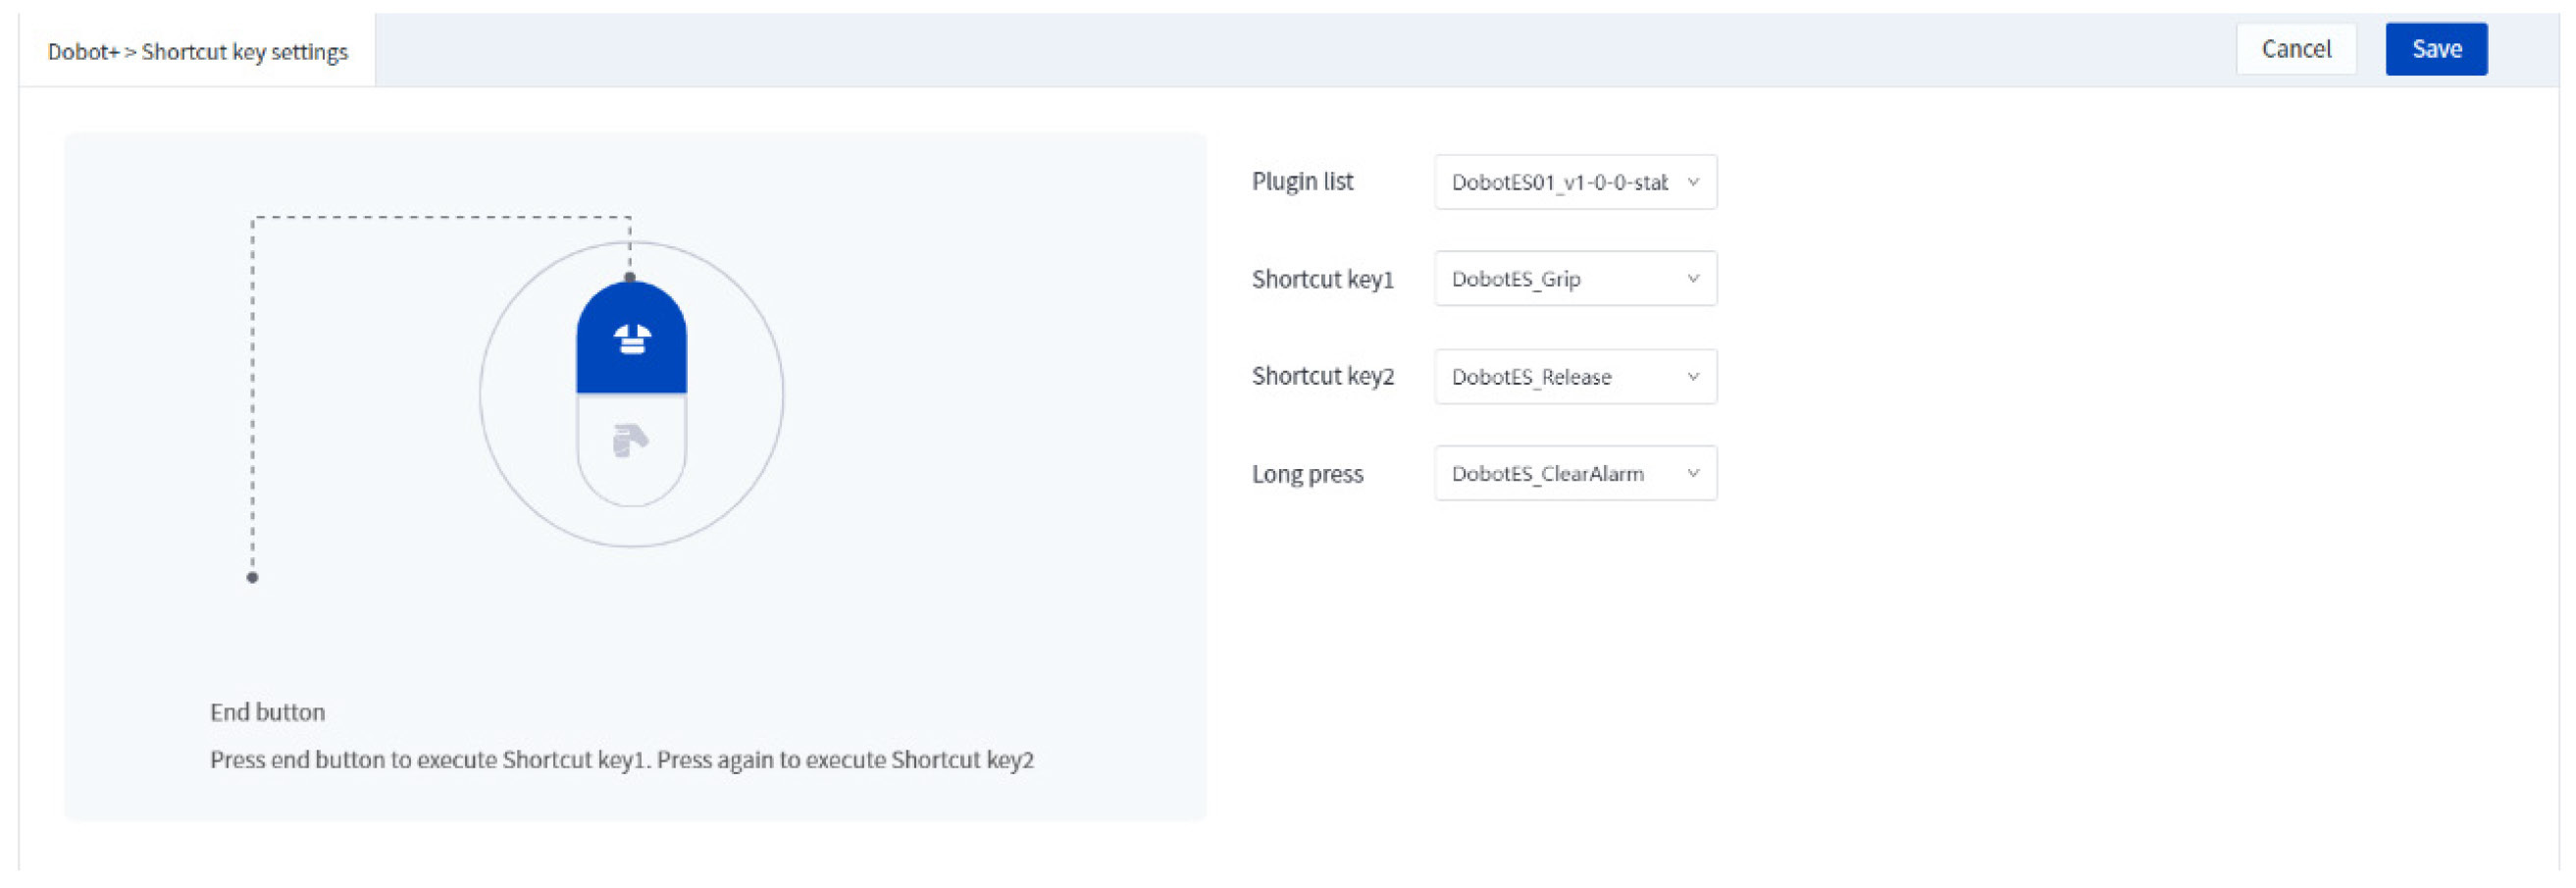 Dobot+ > Shortcut key settings
Cancel
Save
Plugin list
DobotES01_v1-0-0-stab
Shortcut key1
DobotES_Grip
Shortcut key2
DobotES_Release
Long press
DobotES_ClearAlarm
End button
Press end button to execute Shortcut key1. Press again to execute Shortcut key2